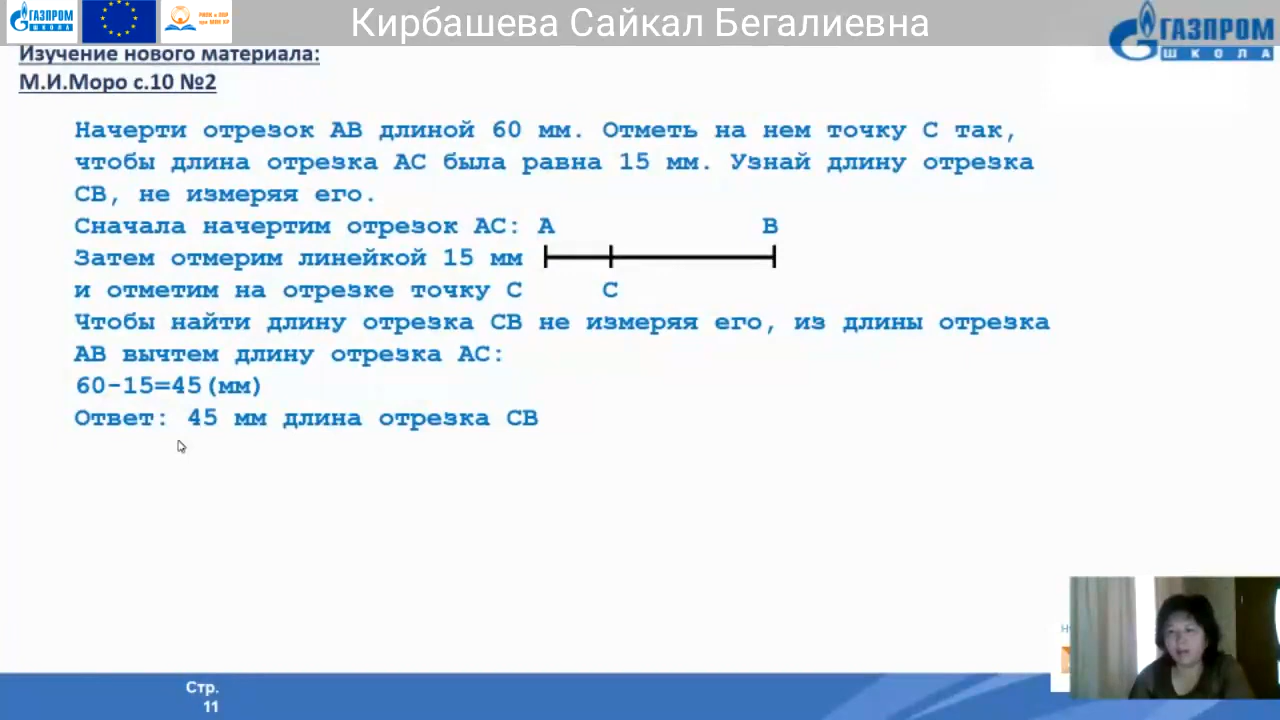 ГАЗПРОМ
ШКОЛА
Кирбашева Сайкал Бегалиевна
ГАЗПРОМ
ШКОЛА
Изучение нового материала:
М.И.Моро с.10 №2
Начерти отрезок АВ длиной 60 мм. Отметь на нем точку С так,
чтобы длина отрезка АС была равна 15 мм. Узнай длину отрезка
СВ, не измеряя его.
Сначала начертим отрезок АС: А В
Затем отмерим линейкой 15 мм
и отметим на отрезке точку С С
Чтобы найти длину отрезка СВ не измеряя его, из длины отрезка
АВ вычтем длину отрезка АС:
60-15=45(мм)
Ответ: 45 мм длина отрезка СВ
Стр.
11